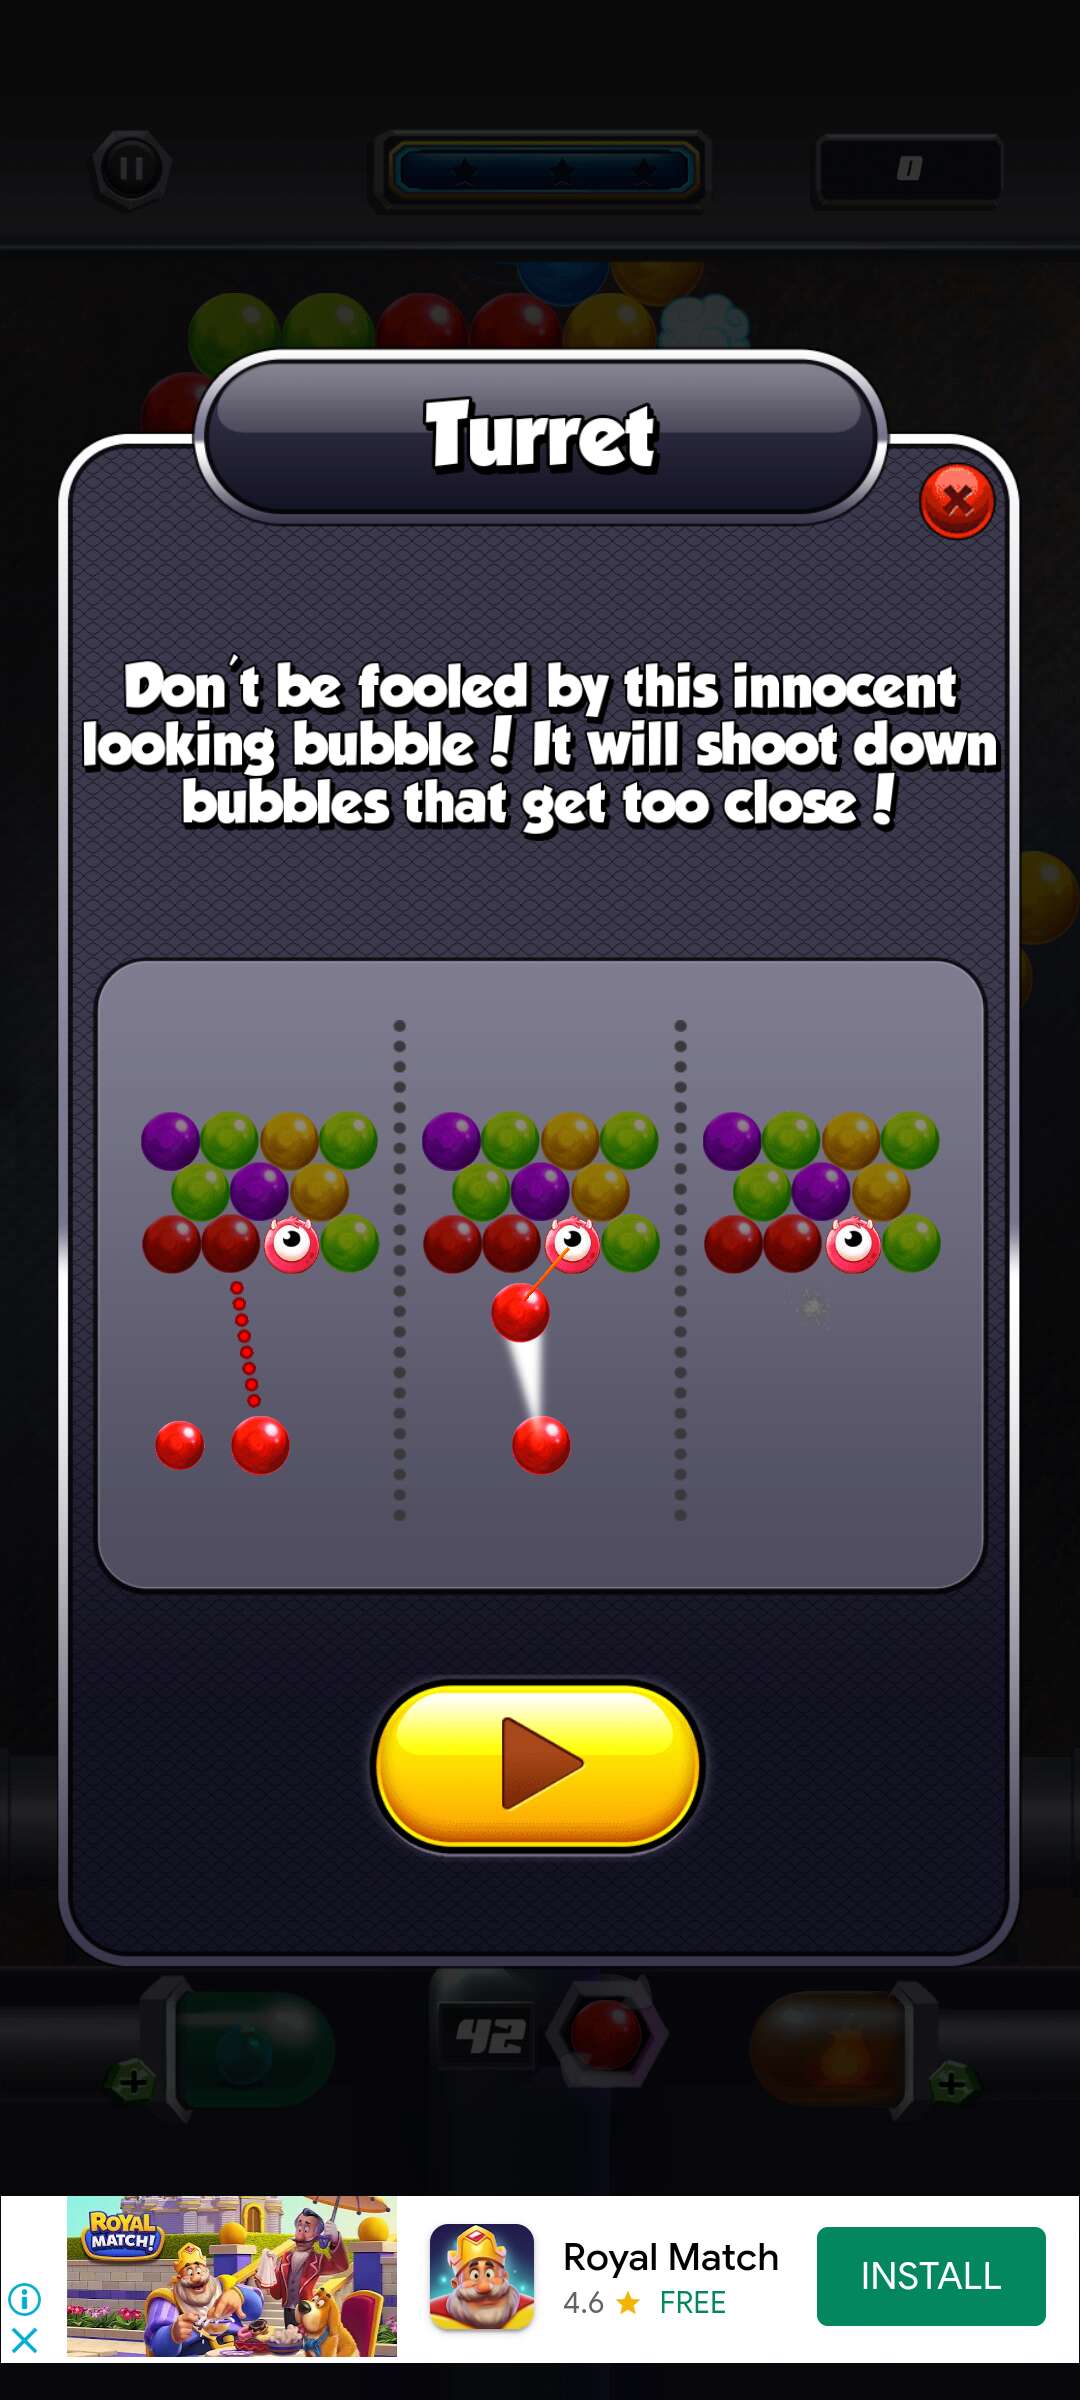 0
Turret
Don't be fooled by this innocent
looking bubble! It will shoot down
bubbles that get too close!
42
ROYAL
MATCH!
Royal Match
4.6 FREE
INSTALL